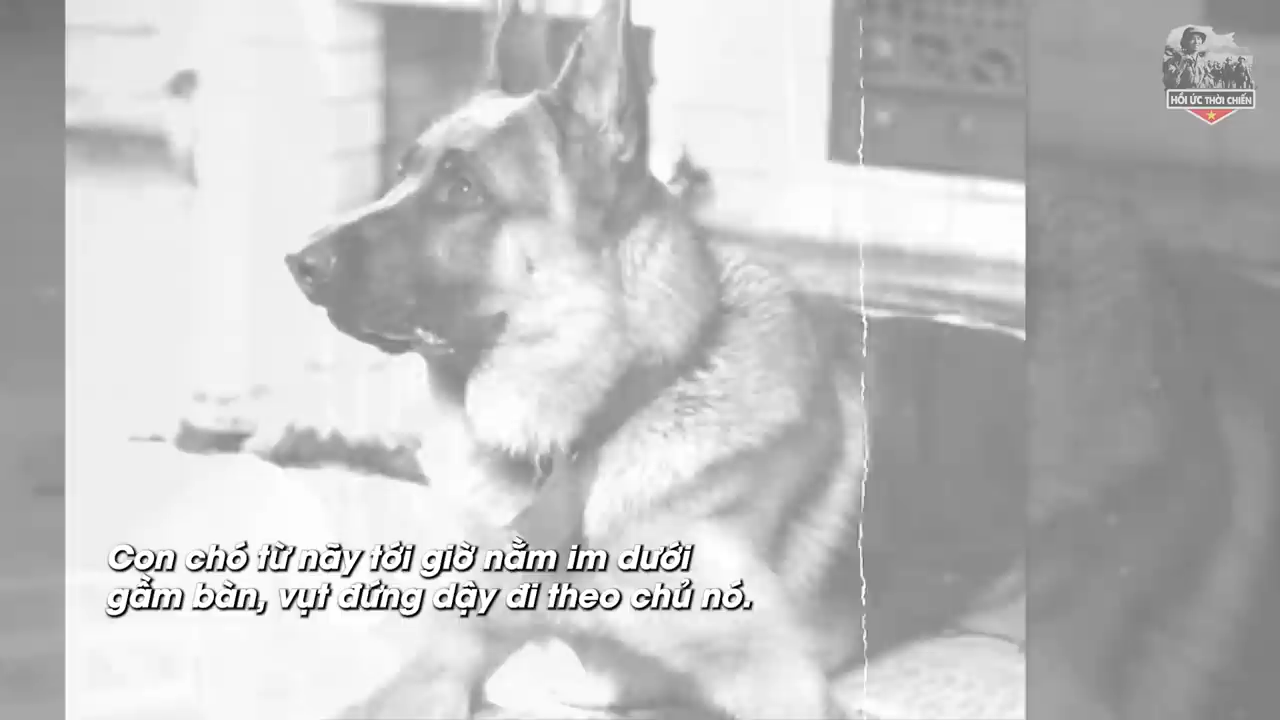 HỒI ỨC THỜI CHIẾN
Con chó từ nãy tới giờ nằm im dưới
gầm bàn, vụt đứng dậy đi theo chủ nó.